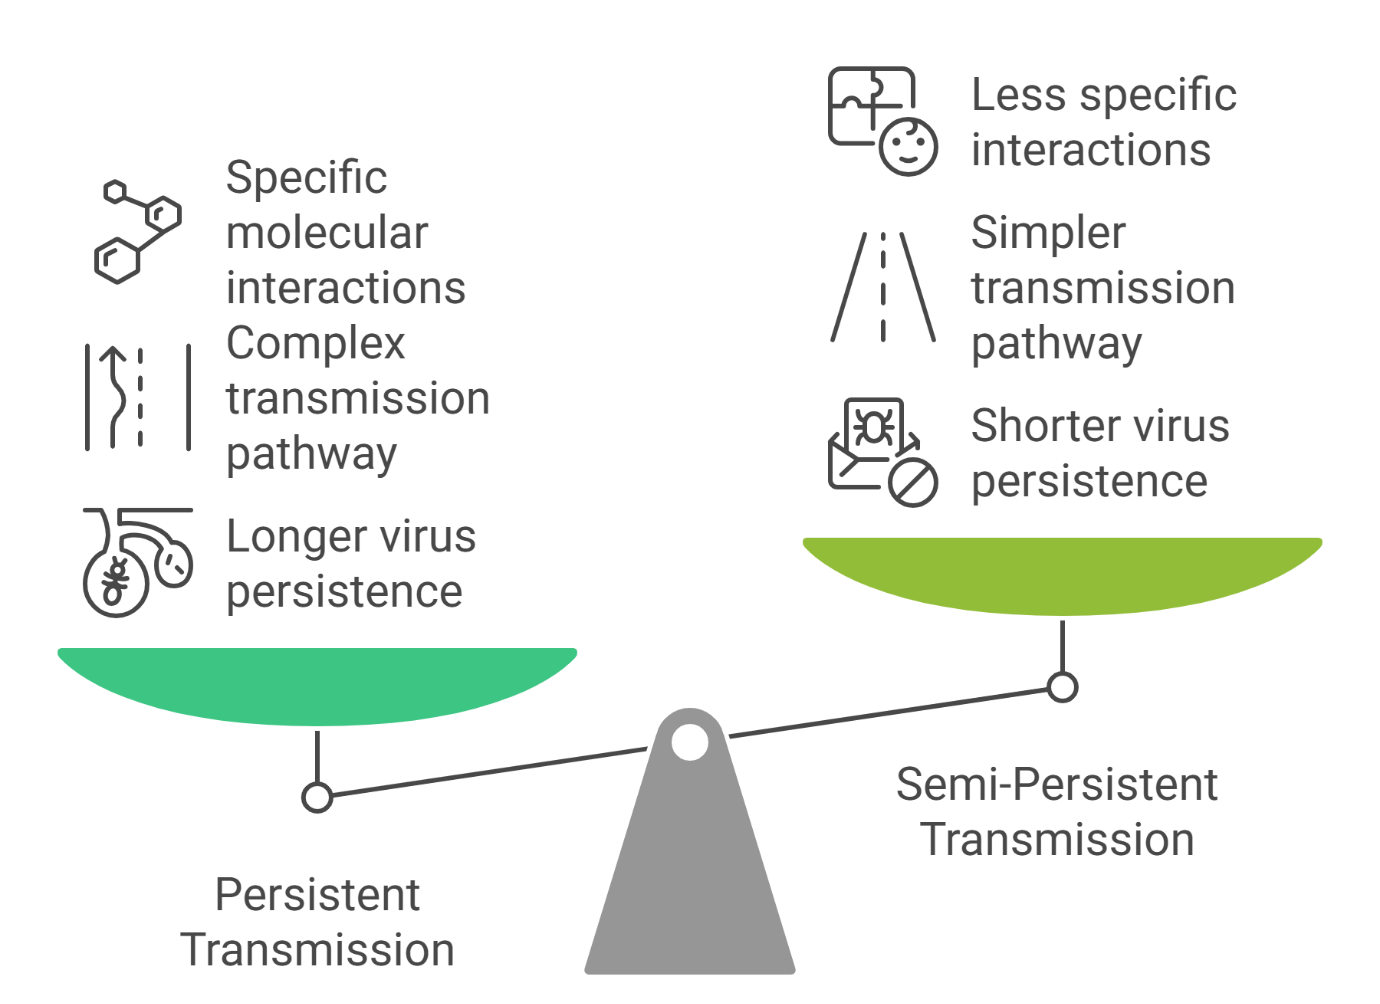 Specific
molecular
interactions
Complex
transmission
pathway
Longer virus
persistence
Persistent
Transmission
Less specific
interactions
Simpler
transmission
pathway
Shorter virus
persistence
Semi-Persistent
Transmission